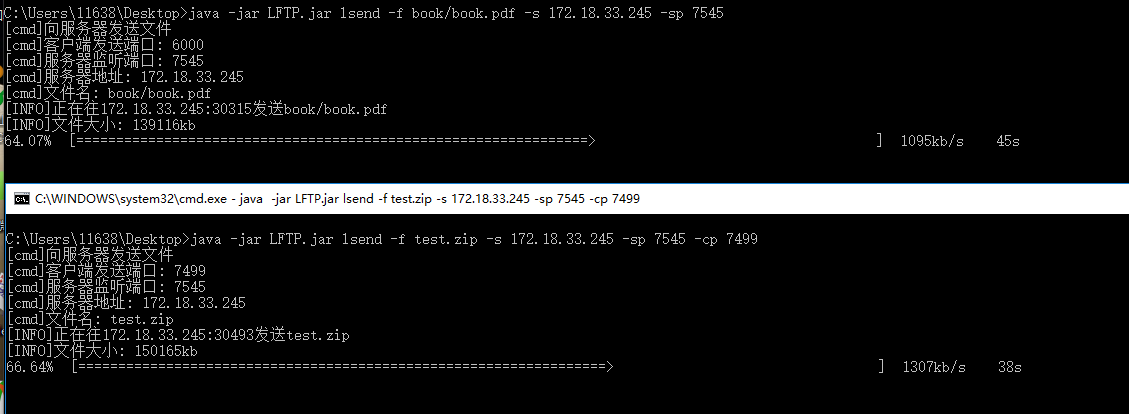 C:\Users\11638\Desktop>java -jar LFTP.jar lsend -f book/book.pdf -s 172.18.33.245 -sp 7545
[cmd]向服务器发送文件
[cmd]客户端发送端口: 6000
[cmd]服务器监听端口: 7545
[cmd]服务器地址: 172.18.33.245
[cmd]文件名: book/book.pdf
[INFO]正在往172.18.33.245:30315发送book/book.pdf
[INFO]文件大小: 139116kb
64.07% [================================================================> ] 1095kb/s 45s
C:\WINDOWS\system32\cmd.exe - java -jar LFTP.jar lsend -f test.zip -s 172.18.33.245 -sp 7545 -cp 7499
C:\Users\11638\Desktop>java -jar LFTP.jar lsend -f test.zip -s 172.18.33.245 -sp 7545 -cp 7499
[cmd]向服务器发送文件
[cmd]客户端发送端口: 7499
[cmd]服务器监听端口: 7545
[cmd]服务器地址: 172.18.33.245
[cmd]文件名: test.zip
[INFO]正在往172.18.33.245:30493发送test.zip
[INFO]文件大小: 150165kb
66.64% [==================================================================> ] 1307kb/s 38s